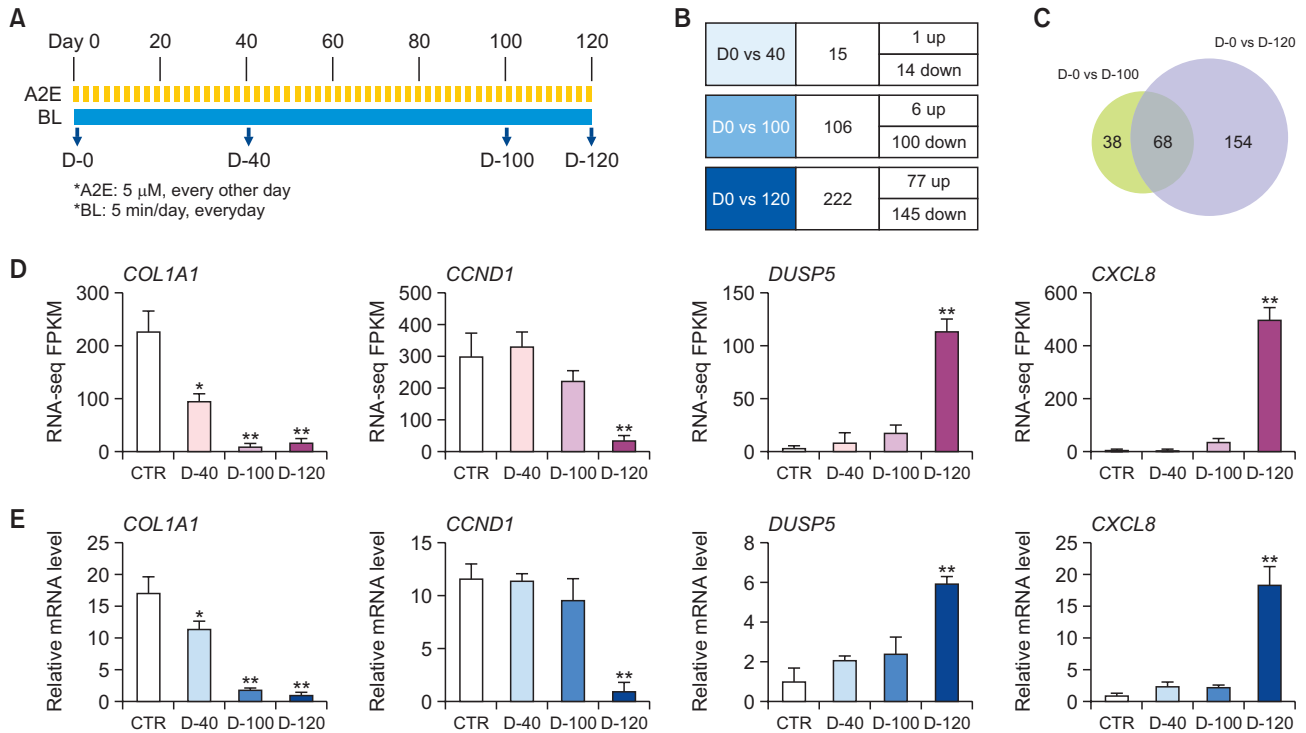 A
Day 0 20 40 60 80 100 120
A2E
BL
D-0 D-40 D-100 D-120
*A2E: 5 μM, every other day
*BL: 5 min/day, everyday
B
D0 vs 40 15 1 up
14 down
D0 vs 100 106 6 up
100 down
D0 vs 120 222 77 up
145 down
C
D-0 vs D-120
D-0 vs D-100
38 68 154
D
COL1A1
RNA-seq FPKM
300
200
100
0
* ** **
CTR D-40 D-100 D-120
CCND1
RNA-seq FPKM
500
400
300
200
100
0
**
CTR D-40 D-100 D-120
DUSP5
RNA-seq FPKM
150
100
50
0
**
CTR D-40 D-100 D-120
CXCL8
RNA-seq FPKM
600
400
200
0
**
CTR D-40 D-100 D-120
E
COL1A1
Relative mRNA level
25
20
15
10
5
0
* ** **
CTR D-40 D-100 D-120
CCND1
Relative mRNA level
15
10
5
0
**
CTR D-40 D-100 D-120
DUSP5
Relative mRNA level
8
6
4
2
0
**
CTR D-40 D-100 D-120
CXCL8
Relative mRNA level
25
20
15
10
5
0
**
CTR D-40 D-100 D-120